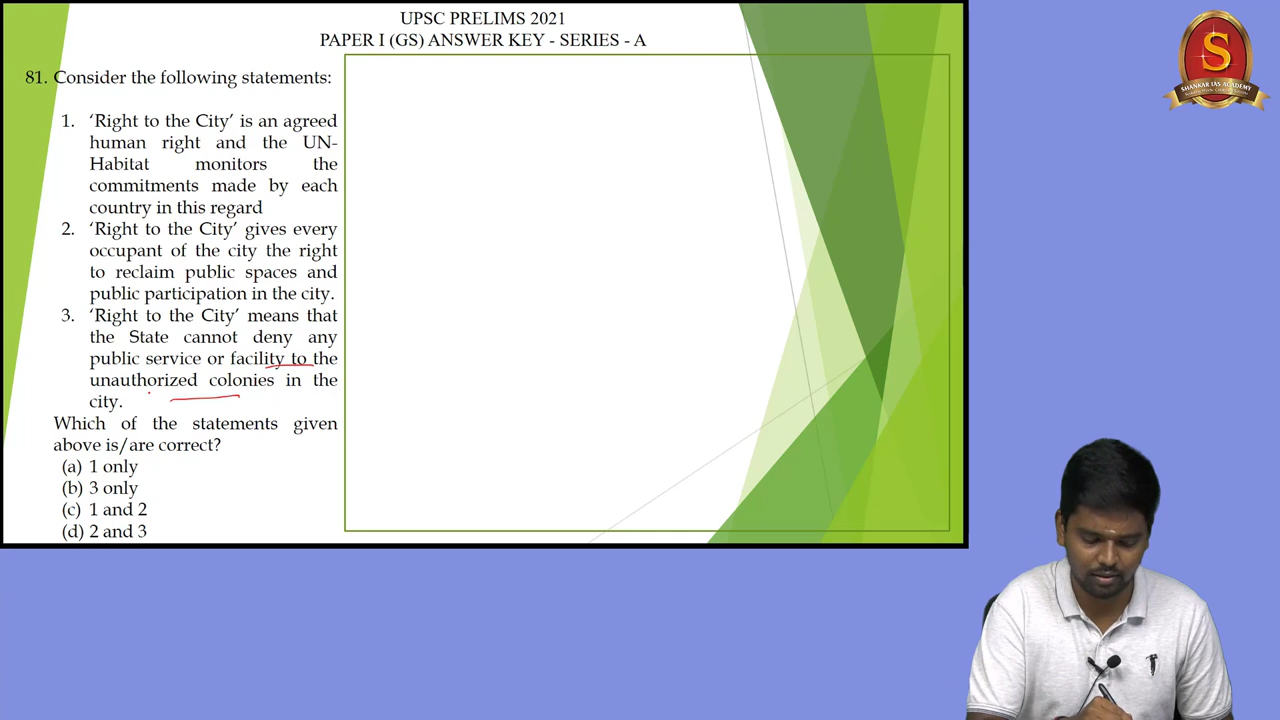 UPSC PRELIMS 2021
PAPER I (GS) ANSWER KEY - SERIES - A
81. Consider the following statements:
1. ‘Right to the City’ is an agreed
human right and the UN-
Habitat monitors the
commitments made by each
country in this regard
2. ‘Right to the City’ gives every
occupant of the city the right
to reclaim public spaces and
public participation in the city.
3. ‘Right to the City’ means that
the State cannot deny any
public service or facility to the
unauthorized colonies in the
city.
Which of the statements given
above is/are correct?
(a) 1 only
(b) 3 only
(c) 1 and 2
(d) 2 and 3
S
SHANKAR IAS ACADEMY